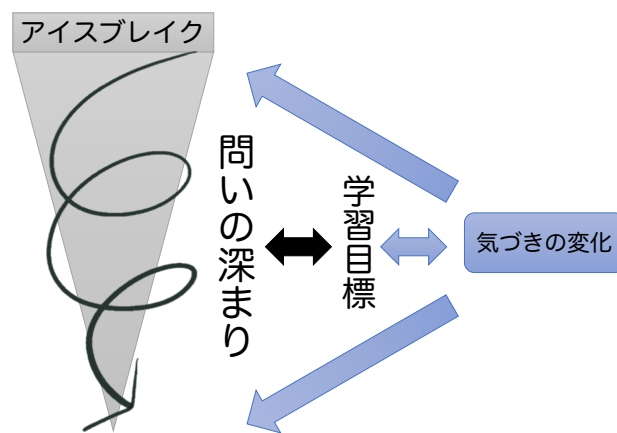 アイスブレイク
問いの深まり
学習目標
気づきの変化